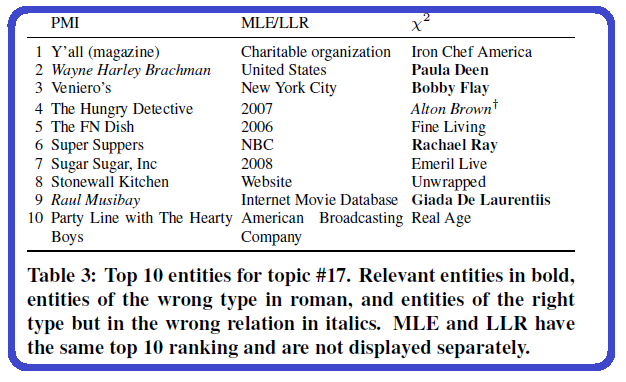 PMI MLE/LLR χ²
1 Y'all (magazine) Charitable organization Iron Chef America
2 Wayne Harley Brachman United States Paula Deen
3 Veniero's New York City Bobby Flay
4 The Hungry Detective 2007 Alton Brown†
5 The FN Dish 2006 Fine Living
6 Super Suppers NBC Rachael Ray
7 Sugar Sugar, Inc 2008 Emeril Live
8 Stonewall Kitchen Website Unwrapped
9 Raul Musibay Internet Movie Database Giada De Laurentiis
10 Party Line with The Hearty American Broadcasting Real Age
Boys Company
Table 3: Top 10 entities for topic #17. Relevant entities in bold,
entities of the wrong type in roman, and entities of the right
type but in the wrong relation in italics. MLE and LLR have
the same top 10 ranking and are not displayed separately.